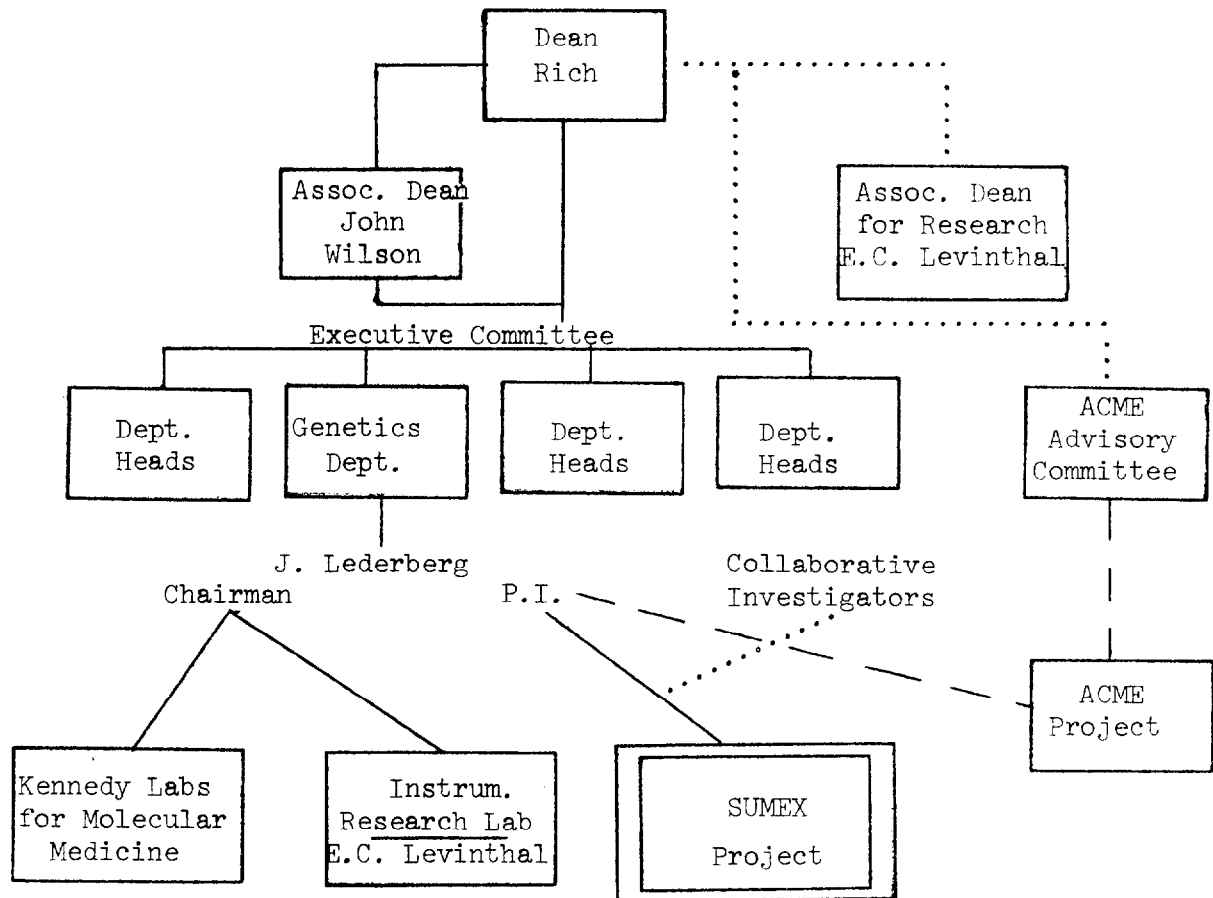 Dean
Rich
Assoc. Dean
John
Wilson
Assoc. Dean
for Research
E.C. Levinthal
Executive Committee
Dept.
Heads
Genetics
Dept.
Dept.
Heads
Dept.
Heads
ACME
Advisory
Committee
J. Lederberg
Chairman
P.I.
Collaborative
Investigators
ACME
Project
Kennedy Labs
for Molecular
Medicine
Instrum.
Research Lab
E.C. Levinthal
SUMEX
Project